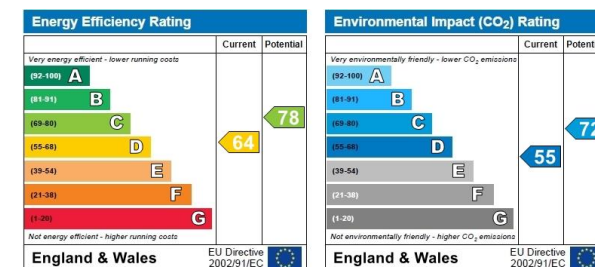 Energy Efficiency Rating
Current Potential
Very energy efficient - lower running costs
(92-100) A
(81-91) B
(69-80) C
(55-68) D
(39-54) E
(21-38) F
(1-20) G
64
78
Not energy efficient - higher running costs
England & Wales
EU Directive
2002/91/EC
Environmental Impact (CO₂) Rating
Current Potent
Very environmentally friendly - lower CO₂ emissions
(92-100) A
(81-91) B
(69-80) C
(55-68) D
(39-54) E
(21-38) F
(1-20) G
55
72
Not environmentally friendly - higher CO₂ emissions
England & Wales
EU Directive
2002/91/EC